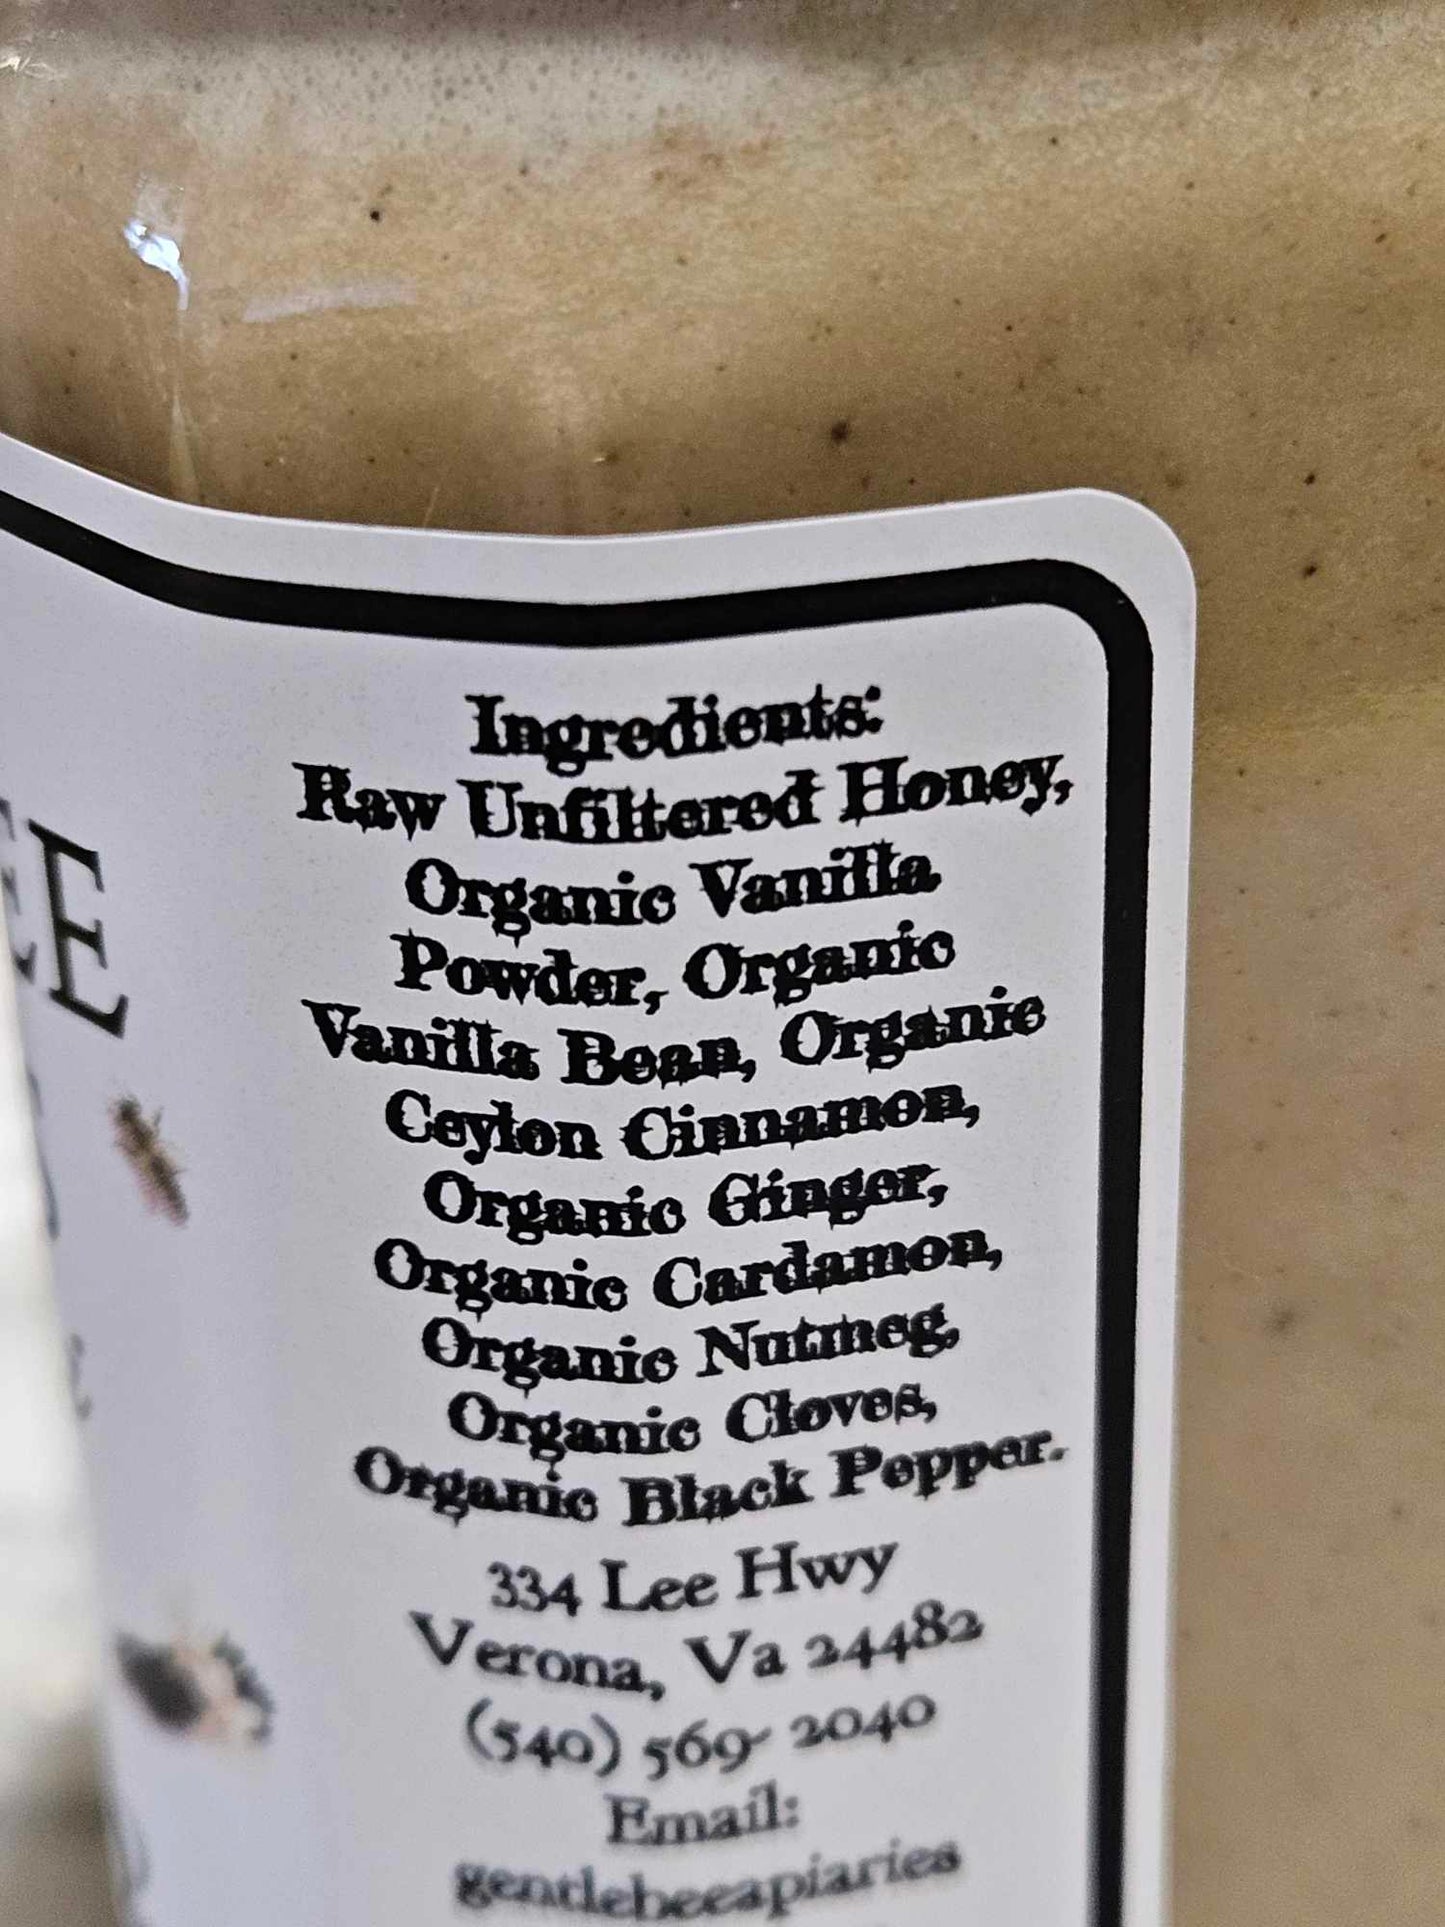 EE
Ingredients:
Raw Unfiltered Honey,
Organic Vanilla
Powder, Organic
Vanilla Bean, Organic
Ceylon Cinnamon,
Organic Ginger,
Organic Cardamon,
Organic Nutmeg,
Organic Cloves,
Organic Black Pepper.
334 Lee Hwy
Verona, Va 24482
(540) 569-2040
Email:
gentlebeeapiaries